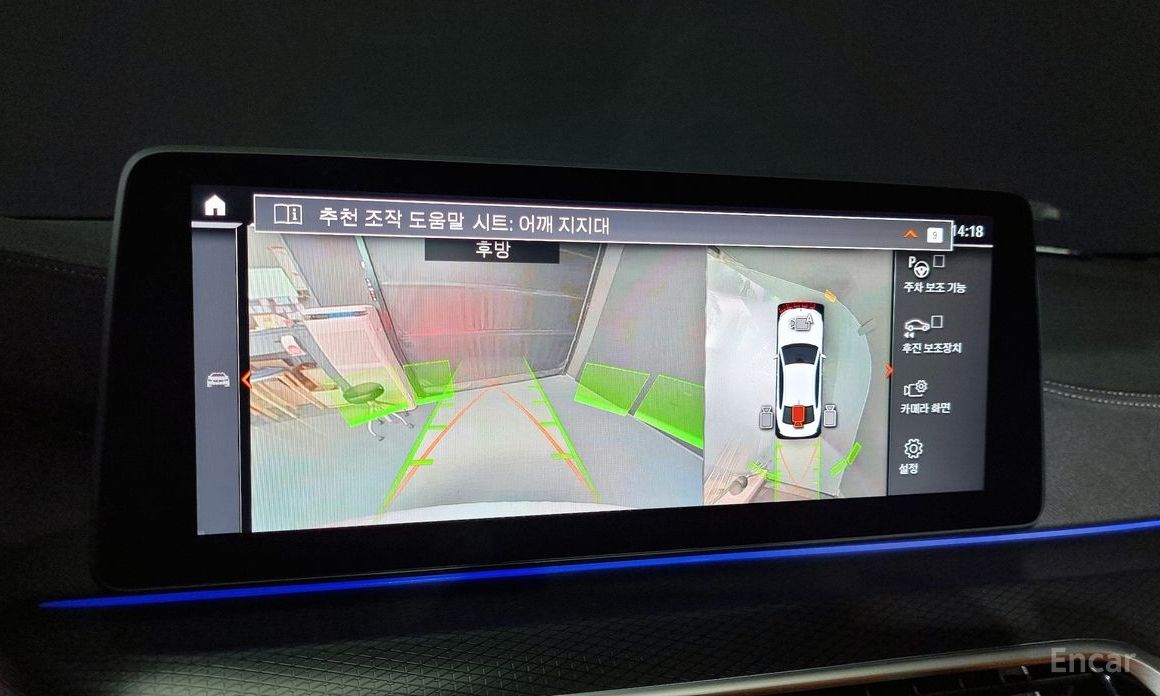 추천 조작 도움말 시트: 어깨 지지대
9
14:18
후방
P
주차 보조 기능
후진 보조장치
카메라 화면
설정
A
Encar